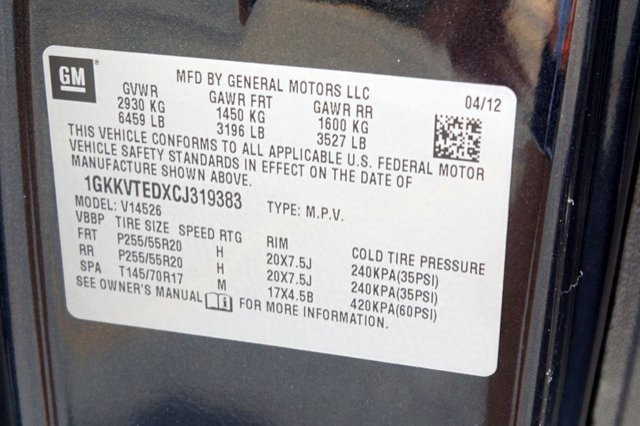 GM
MFD BY GENERAL MOTORS LLC 04/12
GVWR GAWR FRT GAWR RR
2930 KG 1450 KG 1600 KG
6459 LB 3196 LB 3527 LB
THIS VEHICLE CONFORMS TO ALL APPLICABLE U.S. FEDERAL MOTOR
VEHICLE SAFETY STANDARDS IN EFFECT ON THE DATE OF
MANUFACTURE SHOWN ABOVE.
1GKKVTEDXCJ319383 TYPE: M.P.V.
MODEL: V14526
VBBP TIRE SIZE SPEED RTG RIM COLD TIRE PRESSURE
FRT P255/55R20 H 20X7.5J 240KPA(35PSI)
RR P255/55R20 H 20X7.5J 240KPA(35PSI)
SPA T145/70R17 M 17X4.5B 420KPA(60PSI)
SEE OWNER'S MANUAL FOR MORE INFORMATION.